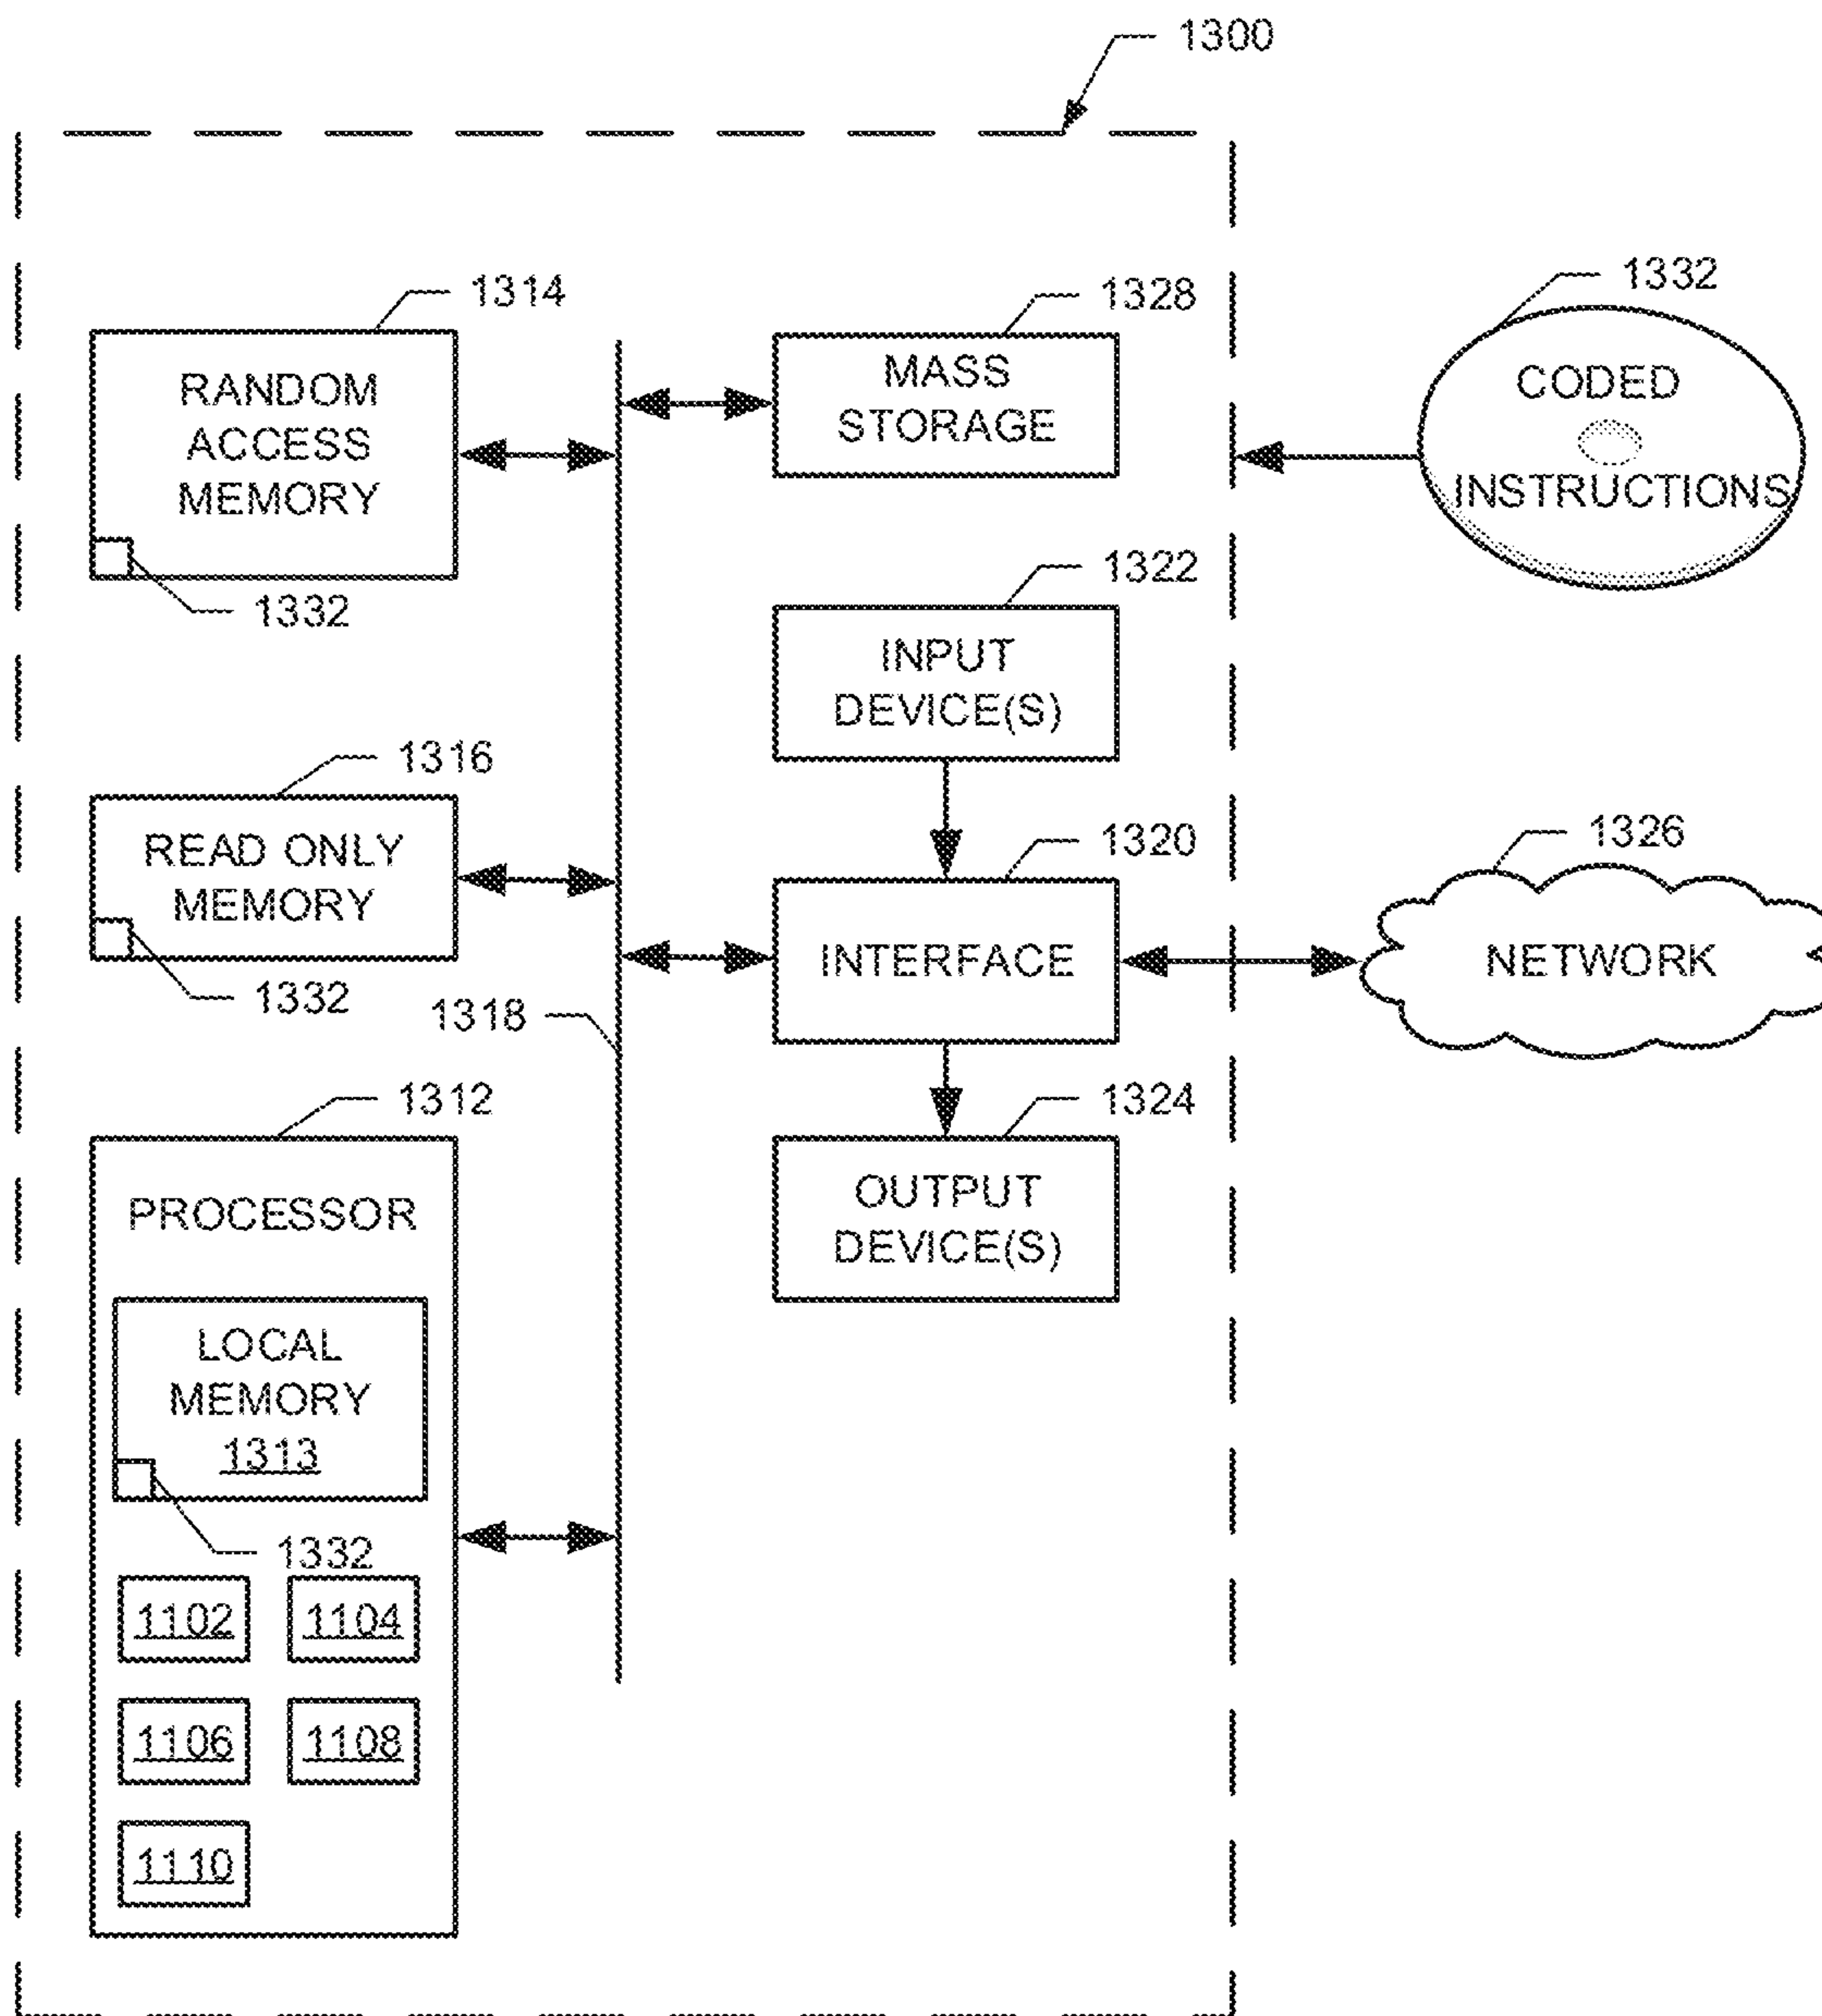 1300
1314
RANDOM
ACCESS
MEMORY
1332
1328
MASS
STORAGE
1332
CODED
INSTRUCTIONS
1322
INPUT
DEVICE(S)
1316
READ ONLY
MEMORY
1332
1318
1320
INTERFACE
1326
NETWORK
1312
PROCESSOR
LOCAL
MEMORY
1313
1332
1102
1104
1106
1108
1110
1324
OUTPUT
DEVICE(S)